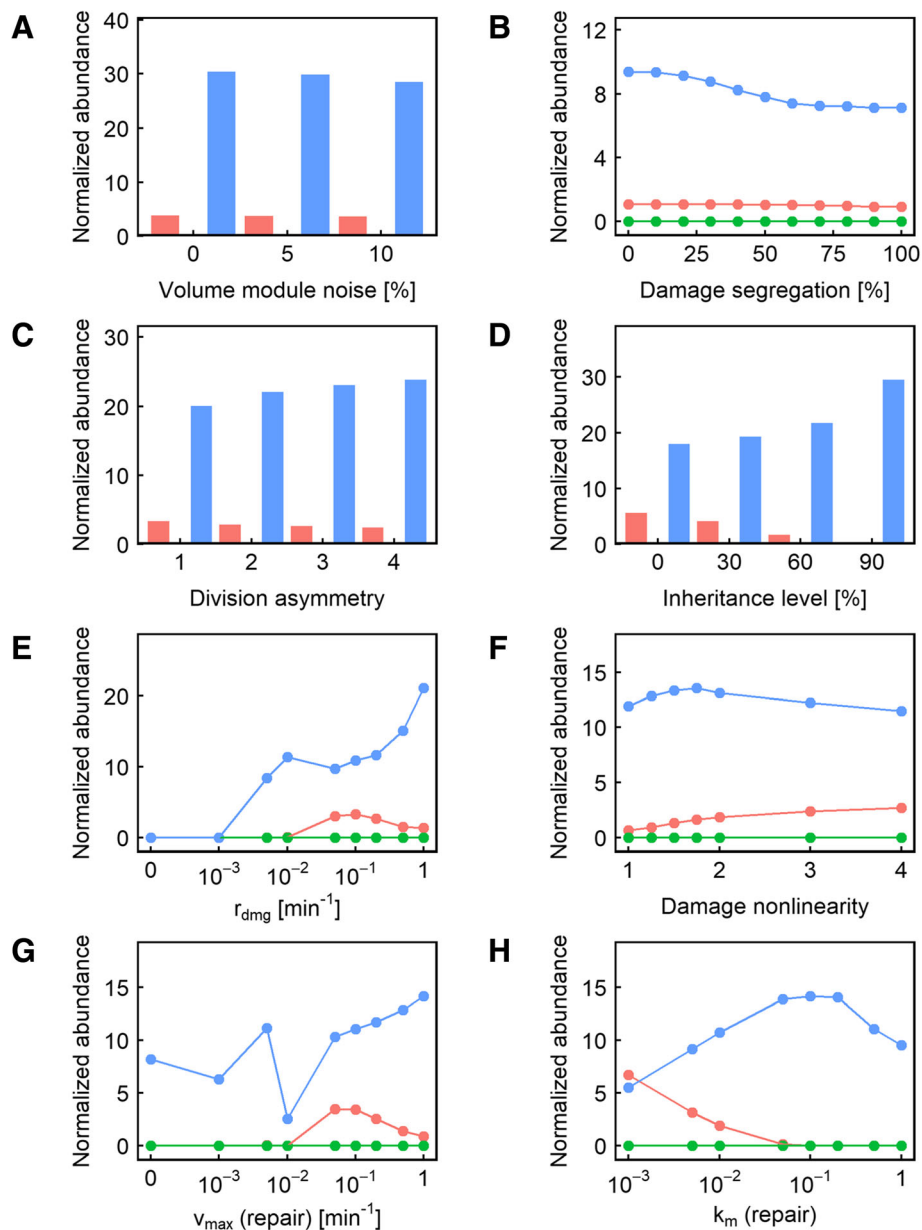 A
Normalized abundance
40
30
20
10
0
0 5 10
Volume module noise [%]
B
Normalized abundance
12
8
4
0
0 25 50 75 100
Damage segregation [%]
C
Normalized abundance
30
20
10
0
1 2 3 4
Division asymmetry
D
Normalized abundance
30
20
10
0
0 30 60 90
Inheritance level [%]
E
Normalized abundance
20
10
0
0 10⁻³ 10⁻² 10⁻¹ 1
r_dmg [min⁻¹]
F
Normalized abundance
15
10
5
0
1 2 3 4
Damage nonlinearity
G
Normalized abundance
15
10
5
0
0 10⁻³ 10⁻² 10⁻¹ 1
v_max (repair) [min⁻¹]
H
Normalized abundance
15
10
5
0
10⁻³ 10⁻² 10⁻¹ 1
k_m (repair)